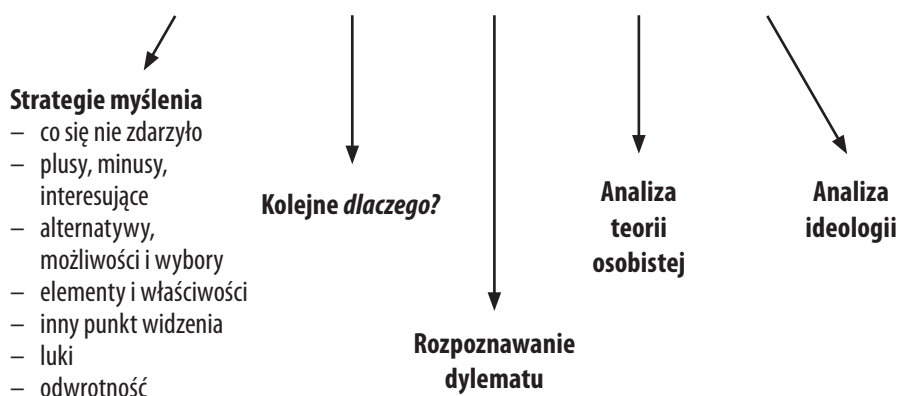 Strategie myślenia
– co się nie zdarzyło
– plusy, minusy,
interesujące
– alternatywy,
możliwości i wybory
– elementy i właściwości
– inny punkt widzenia
– luki
– odwrotność
Kolejne dlaczego?
Rozpoznawanie
dylematu
Analiza
teorii
osobistej
Analiza
ideologii